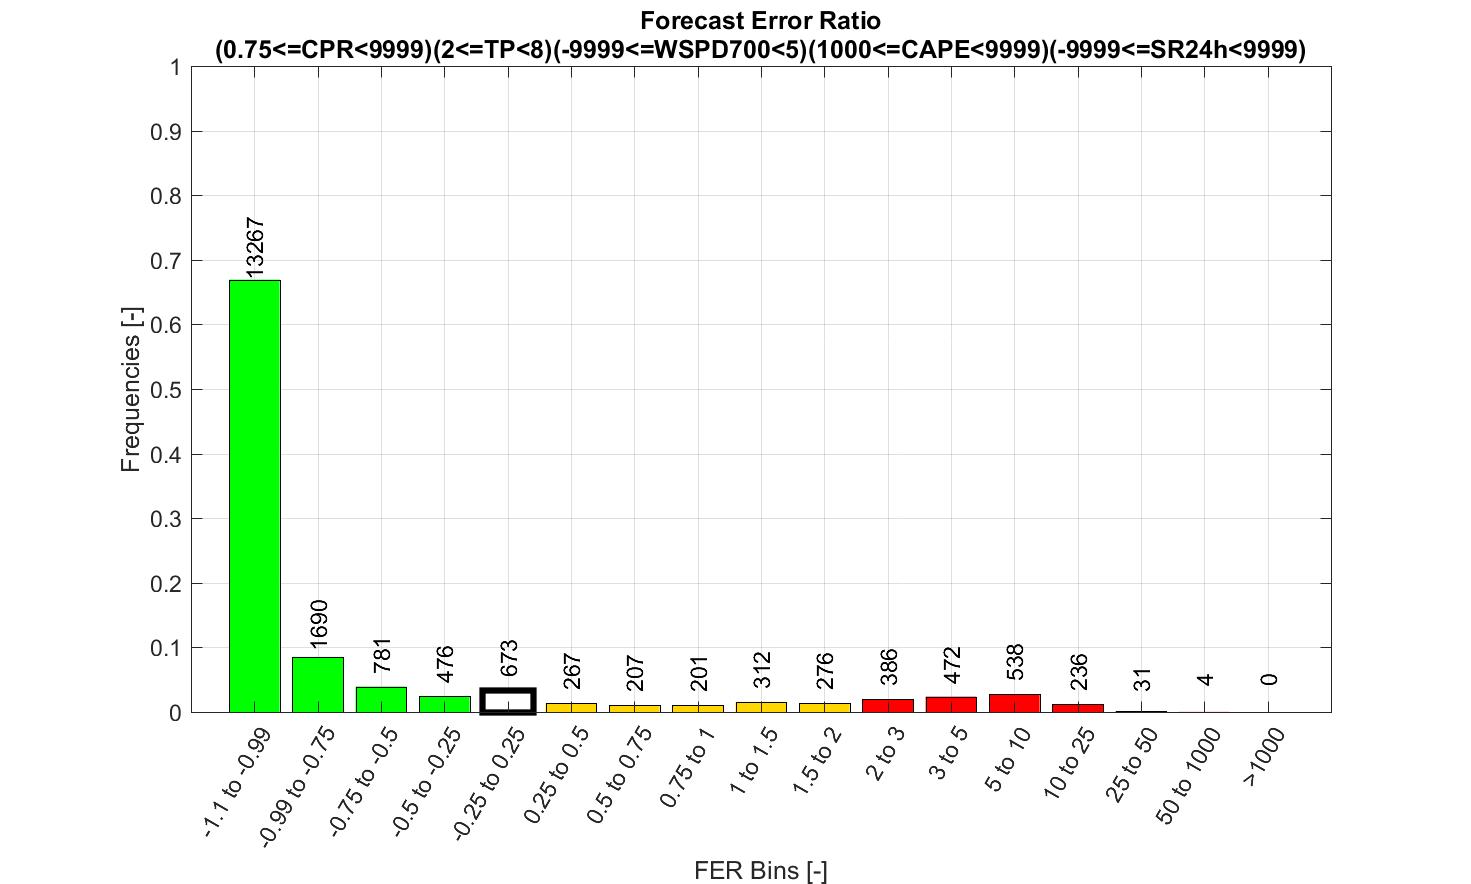 Forecast Error Ratio
(0.75<=CPR<9999)(2<=TP<8)(-9999<=WSPD700<5)(1000<=CAPE<9999)(-9999<=SR24h<9999)
1
0.9
0.8
0.7
0.6
0.5
0.4
0.3
0.2
0.1
0
Frequencies [-]
13267
1690
781
476
673
267
207
201
312
276
386
472
538
236
31
4
0
-1.1 to -0.99
-0.99 to -0.75
-0.75 to -0.5
-0.5 to -0.25
-0.25 to 0.25
0.25 to 0.5
0.5 to 0.75
0.75 to 1
1 to 1.5
1.5 to 2
2 to 3
3 to 5
5 to 10
10 to 25
25 to 50
50 to 1000
>1000
FER Bins [-]